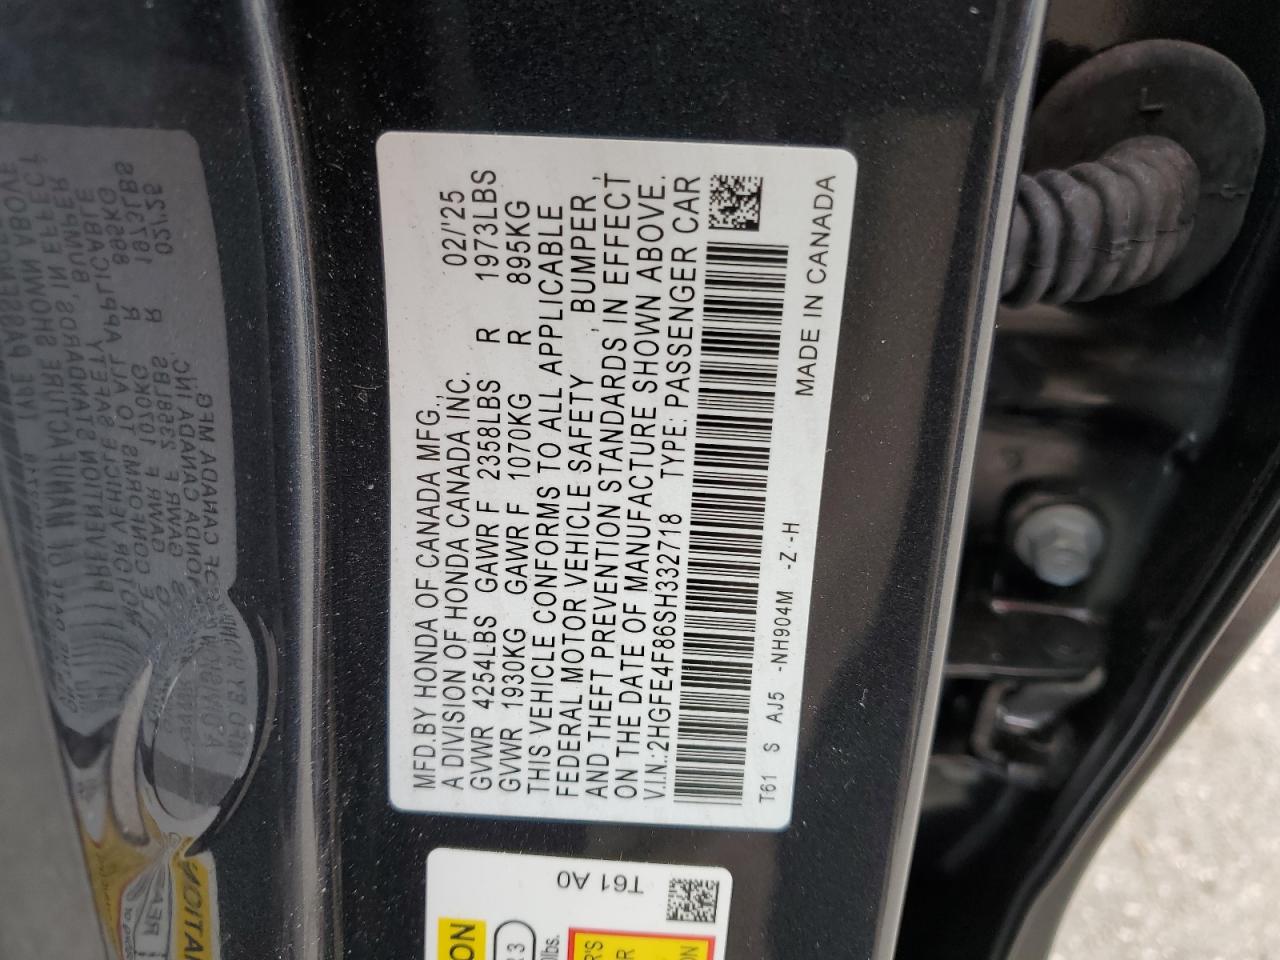 MFD.BY HONDA OF CANADA MFG., 02/'25
A DIVISION OF HONDA CANADA INC.
GVWR 4254LBS GAWR F 2358LBS R 1973LBS
GVWR 1930KG GAWR F 1070KG R 895KG
THIS VEHICLE CONFORMS TO ALL APPLICABLE
FEDERAL MOTOR VEHICLE SAFETY, BUMPER,
AND THEFT PREVENTION STANDARDS IN EFFECT
ON THE DATE OF MANUFACTURE SHOWN ABOVE.
V.I.N.:2HGFE4F86SH332718 TYPE: PASSENGER CAR
T61 S AJ5 -NH904M -Z -H MADE IN CANADA
T61 A0
L